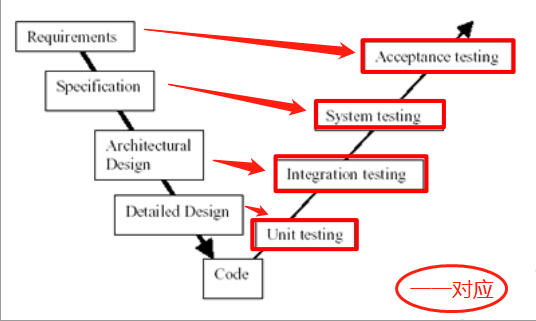 Requirements
Acceptance testing
Specification
System testing
Architectural
Design
Integration testing
Detailed Design
Unit testing
Code
一一对应